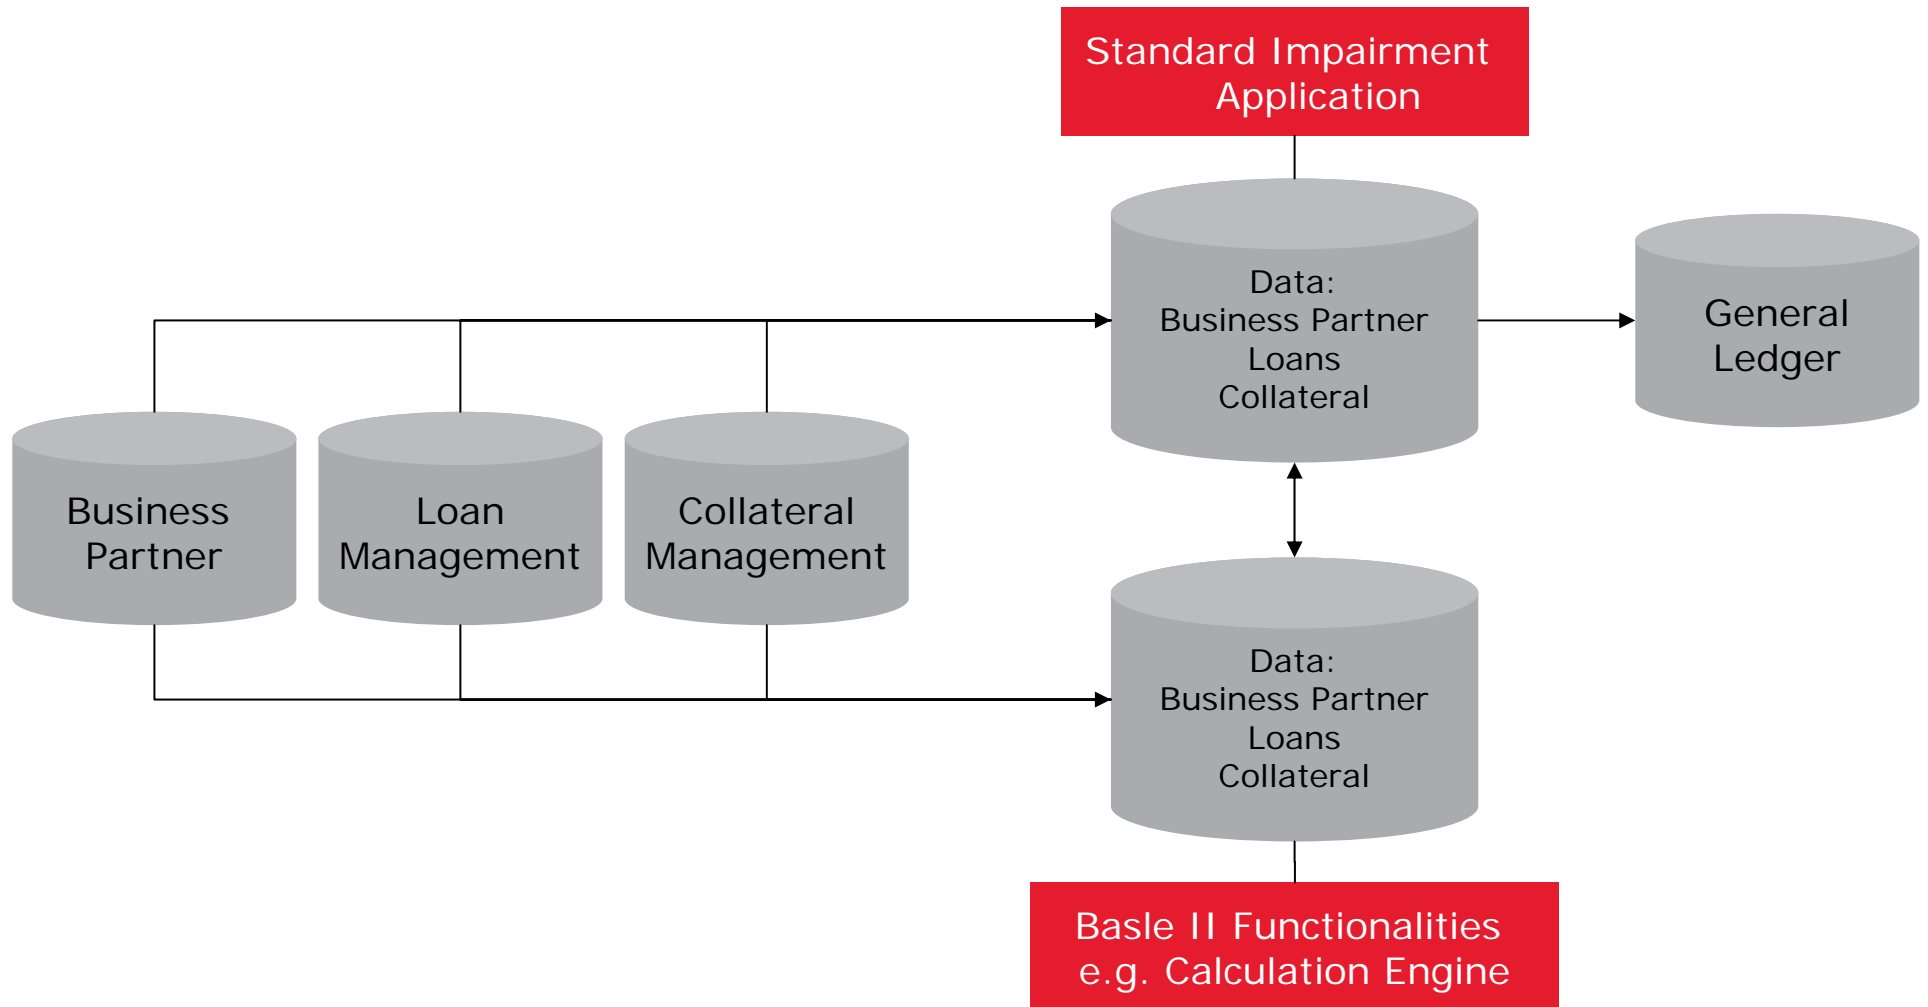 Standard Impairment
Application
Data:
Business Partner
Loans
Collateral
General
Ledger
Business
Partner
Loan
Management
Collateral
Management
Data:
Business Partner
Loans
Collateral
Basle II Functionalities
e.g. Calculation Engine